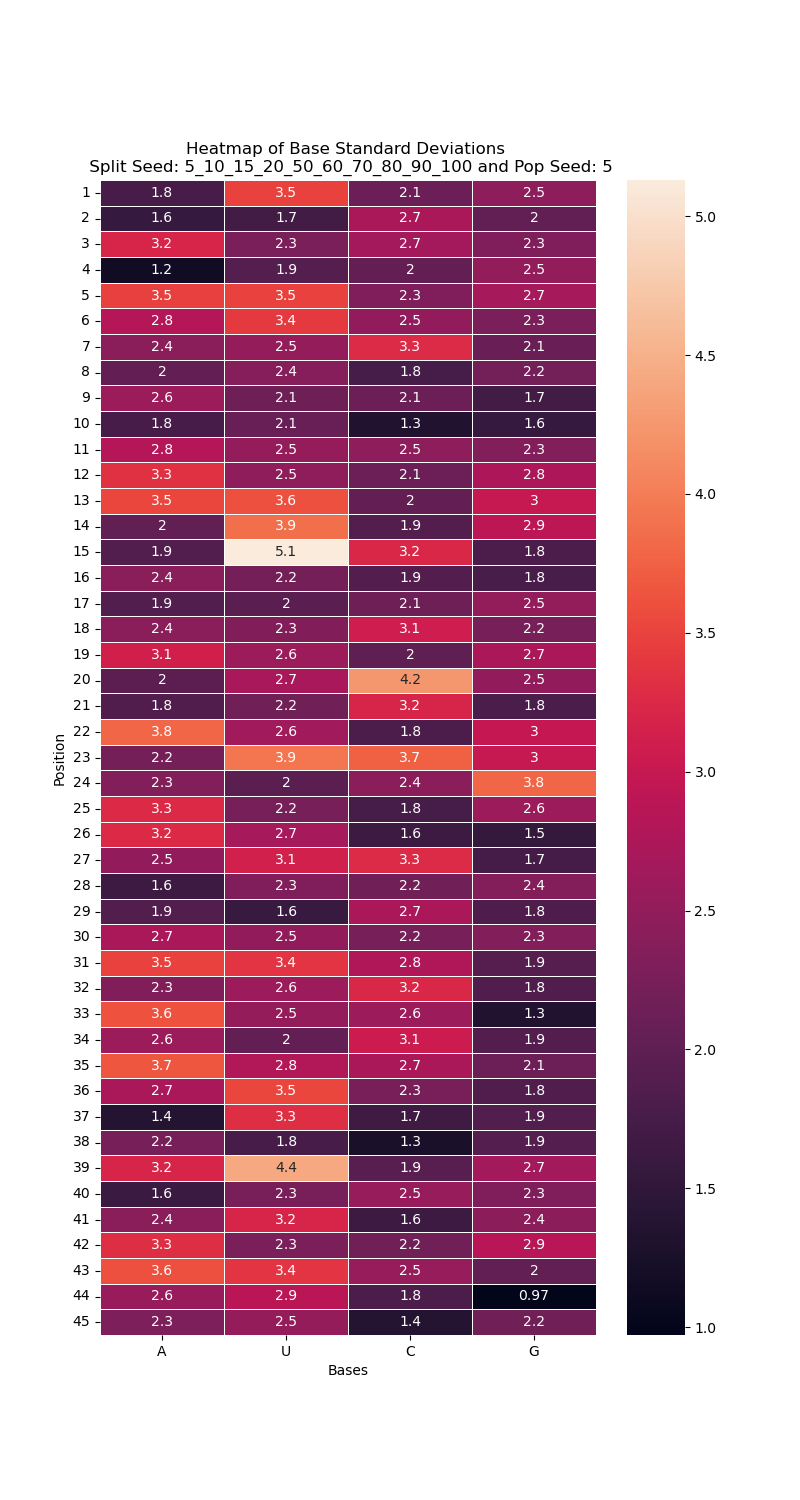 Heatmap of Base Standard Deviations
Split Seed: 5_10_15_20_50_60_70_80_90_100 and Pop Seed: 5
1 1.8 3.5 2.1 2.5
2 1.6 1.7 2.7 2
3 3.2 2.3 2.7 2.3
4 1.2 1.9 2 2.5
5 3.5 3.5 2.3 2.7
6 2.8 3.4 2.5 2.3
7 2.4 2.5 3.3 2.1
8 2 2.4 1.8 2.2
9 2.6 2.1 2.1 1.7
10 1.8 2.1 1.3 1.6
11 2.8 2.5 2.5 2.3
12 3.3 2.5 2.1 2.8
13 3.5 3.6 2 3
14 2 3.9 1.9 2.9
15 1.9 5.1 3.2 1.8
16 2.4 2.2 1.9 1.8
17 1.9 2 2.1 2.5
18 2.4 2.3 3.1 2.2
19 3.1 2.6 2 2.7
20 2 2.7 4.2 2.5
21 1.8 2.2 3.2 1.8
22 3.8 2.6 1.8 3
23 2.2 3.9 3.7 3
24 2.3 2 2.4 3.8
25 3.3 2.2 1.8 2.6
26 3.2 2.7 1.6 1.5
27 2.5 3.1 3.3 1.7
28 1.6 2.3 2.2 2.4
29 1.9 1.6 2.7 1.8
30 2.7 2.5 2.2 2.3
31 3.5 3.4 2.8 1.9
32 2.3 2.6 3.2 1.8
33 3.6 2.5 2.6 1.3
34 2.6 2 3.1 1.9
35 3.7 2.8 2.7 2.1
36 2.7 3.5 2.3 1.8
37 1.4 3.3 1.7 1.9
38 2.2 1.8 1.3 1.9
39 3.2 4.4 1.9 2.7
40 1.6 2.3 2.5 2.3
41 2.4 3.2 1.6 2.4
42 3.3 2.3 2.2 2.9
43 3.6 3.4 2.5 2
44 2.6 2.9 1.8 0.97
45 2.3 2.5 1.4 2.2
A U C G
Bases
Position
5.0
4.5
4.0
3.5
3.0
2.5
2.0
1.5
1.0